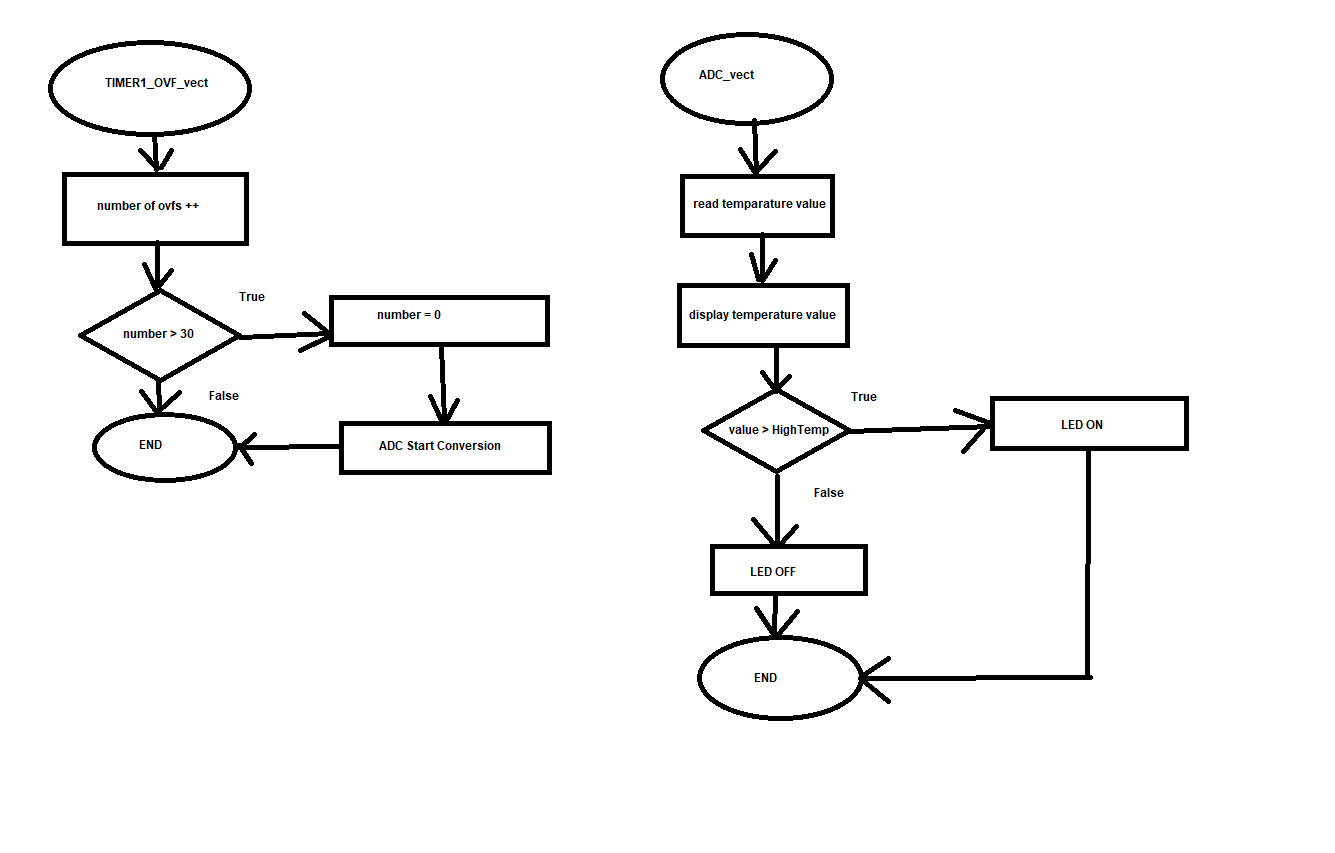 TIMER1_OVF_vect
number of ovfs ++
number > 30
True
number = 0
False
ADC Start Conversion
END
ADC_vect
read temparature value
display temperature value
value > HighTemp
True
LED ON
False
LED OFF
END